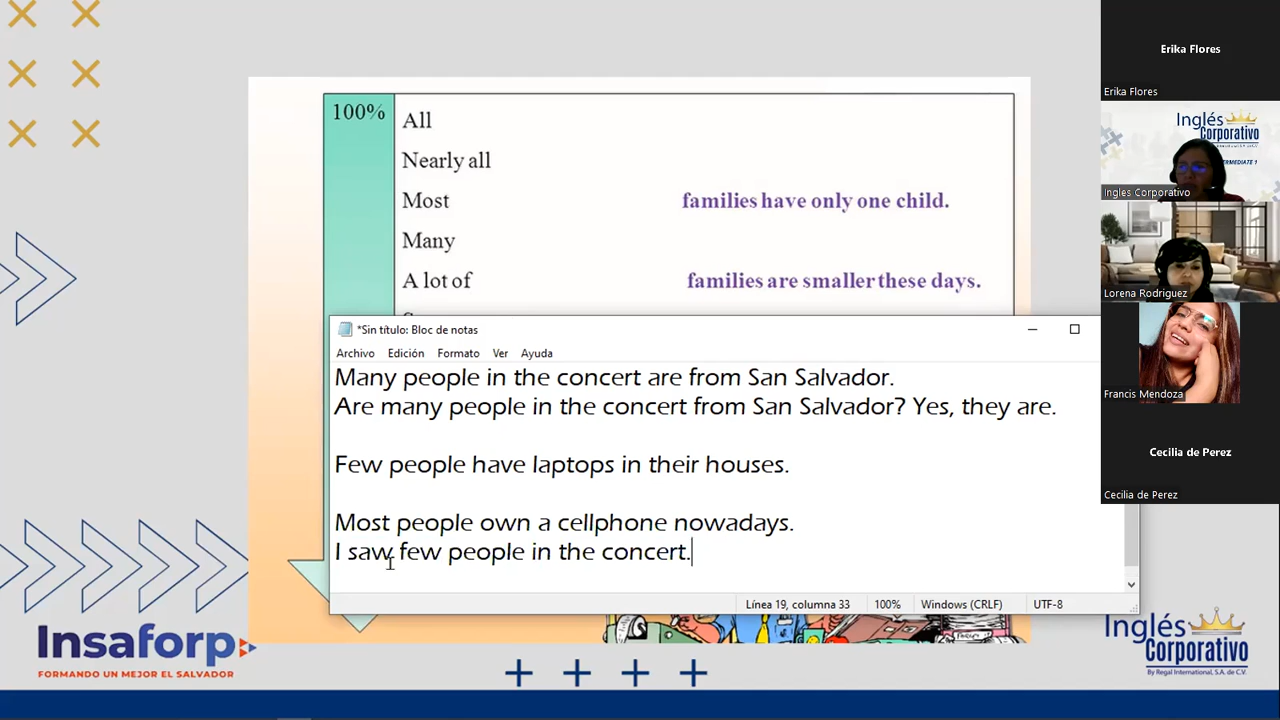 100%
All
Nearly all
Most families have only one child.
Many
A lot of families are smaller these days.
*Sin título: Bloc de notas
Archivo Edición Formato Ver Ayuda
Many people in the concert are from San Salvador.
Are many people in the concert from San Salvador? Yes, they are.
Few people have laptops in their houses.
Most people own a cellphone nowadays.
I saw few people in the concert.
Línea 19, columna 33 100% Windows (CRLF) UTF-8
Insaforp
FORMANDO UN MEJOR EL SALVADOR
Inglés
Corporativo
By Regal International, S.A. de C.V.
Erika Flores
Erika Flores
Inglés
Corporativo
Ingles Corporativo
Lorena Rodriguez
Francis Mendoza
Cecilia de Perez
Cecilia de Perez